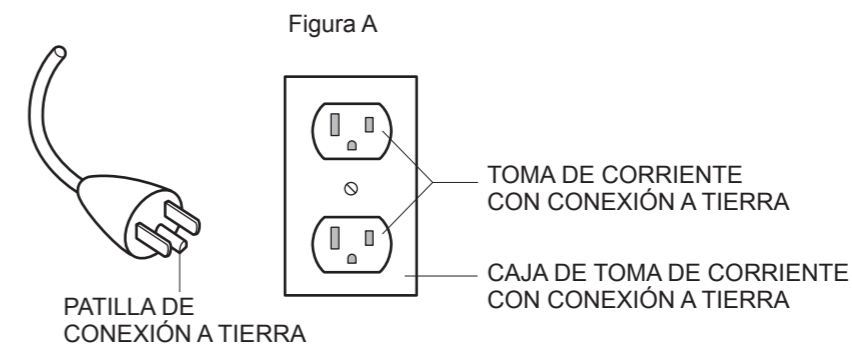 Figura A
TOMA DE CORRIENTE
CON CONEXIÓN A TIERRA
CAJA DE TOMA DE CORRIENTE
CON CONEXIÓN A TIERRA
PATILLA DE
CONEXIÓN A TIERRA